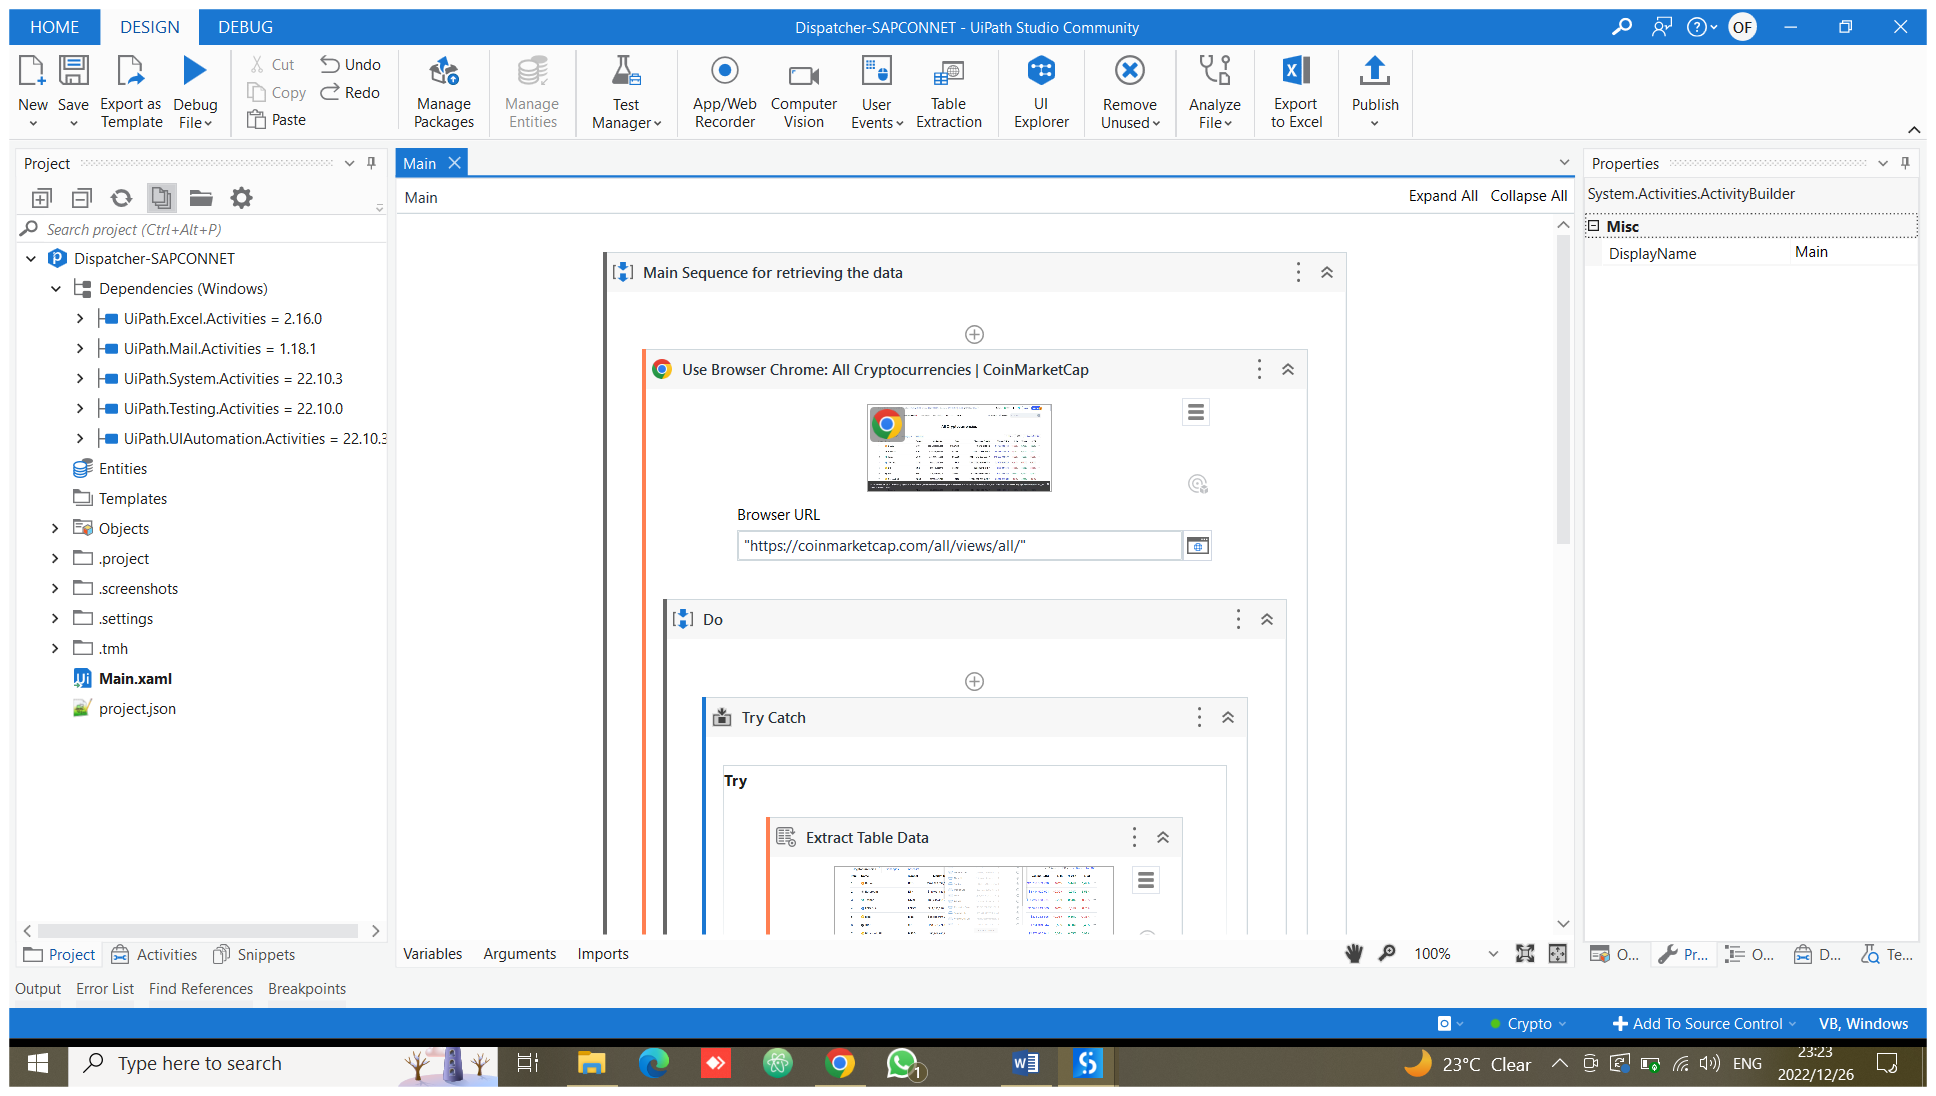 HOME DESIGN DEBUG Dispatcher-SAPCONNET - UiPath Studio Community OF
New Save Export as Template Debug File Cut Copy Paste Undo Redo Manage Packages Manage Entities Test Manager App/Web Recorder Computer Vision User Events Table Extraction UI Explorer Remove Unused Analyze File Export to Excel Publish
Project
Search project (Ctrl+Alt+P)
Dispatcher-SAPCONNET
Dependencies (Windows)
UiPath.Excel.Activities = 2.16.0
UiPath.Mail.Activities = 1.18.1
UiPath.System.Activities = 22.10.3
UiPath.Testing.Activities = 22.10.0
UiPath.UIAutomation.Activities = 22.10.3
Entities
Templates
Objects
.project
.screenshots
.settings
.tmh
Main.xaml
project.json
Project Activities Snippets
Main
Main Expand All Collapse All
Main Sequence for retrieving the data
Use Browser Chrome: All Cryptocurrencies | CoinMarketCap
All Cryptocurrencies
Browser URL
"https://coinmarketcap.com/all/views/all/"
Do
Try Catch
Try
Extract Table Data
Variables Arguments Imports 100%
Properties
System.Activities.ActivityBuilder
Misc
DisplayName Main
O... Pr... O... D... Te...
Output Error List Find References Breakpoints
Crypto Add To Source Control VB, Windows
Type here to search 1 23°C Clear ENG 23:23
2022/12/26